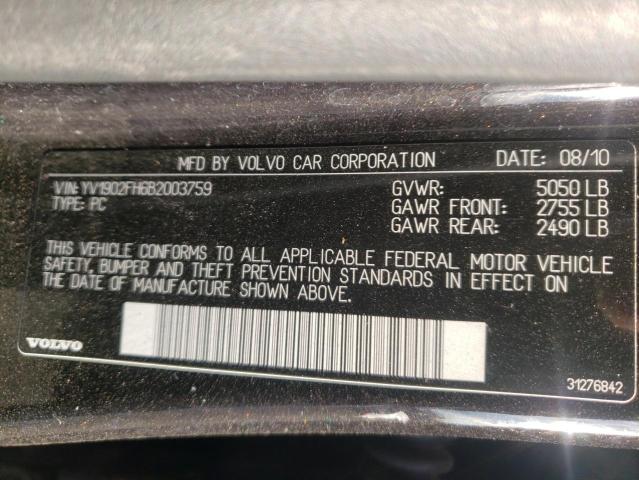 MFD BY VOLVO CAR CORPORATION DATE: 08/10
VIN: YV1902FH6B2003759 GVWR: 5050 LB
TYPE: PC GAWR FRONT: 2755 LB
GAWR REAR: 2490 LB
THIS VEHICLE CONFORMS TO ALL APPLICABLE FEDERAL MOTOR VEHICLE
SAFETY, BUMPER AND THEFT PREVENTION STANDARDS IN EFFECT ON
THE DATE OF MANUFACTURE SHOWN ABOVE.
VOLVO
31276842